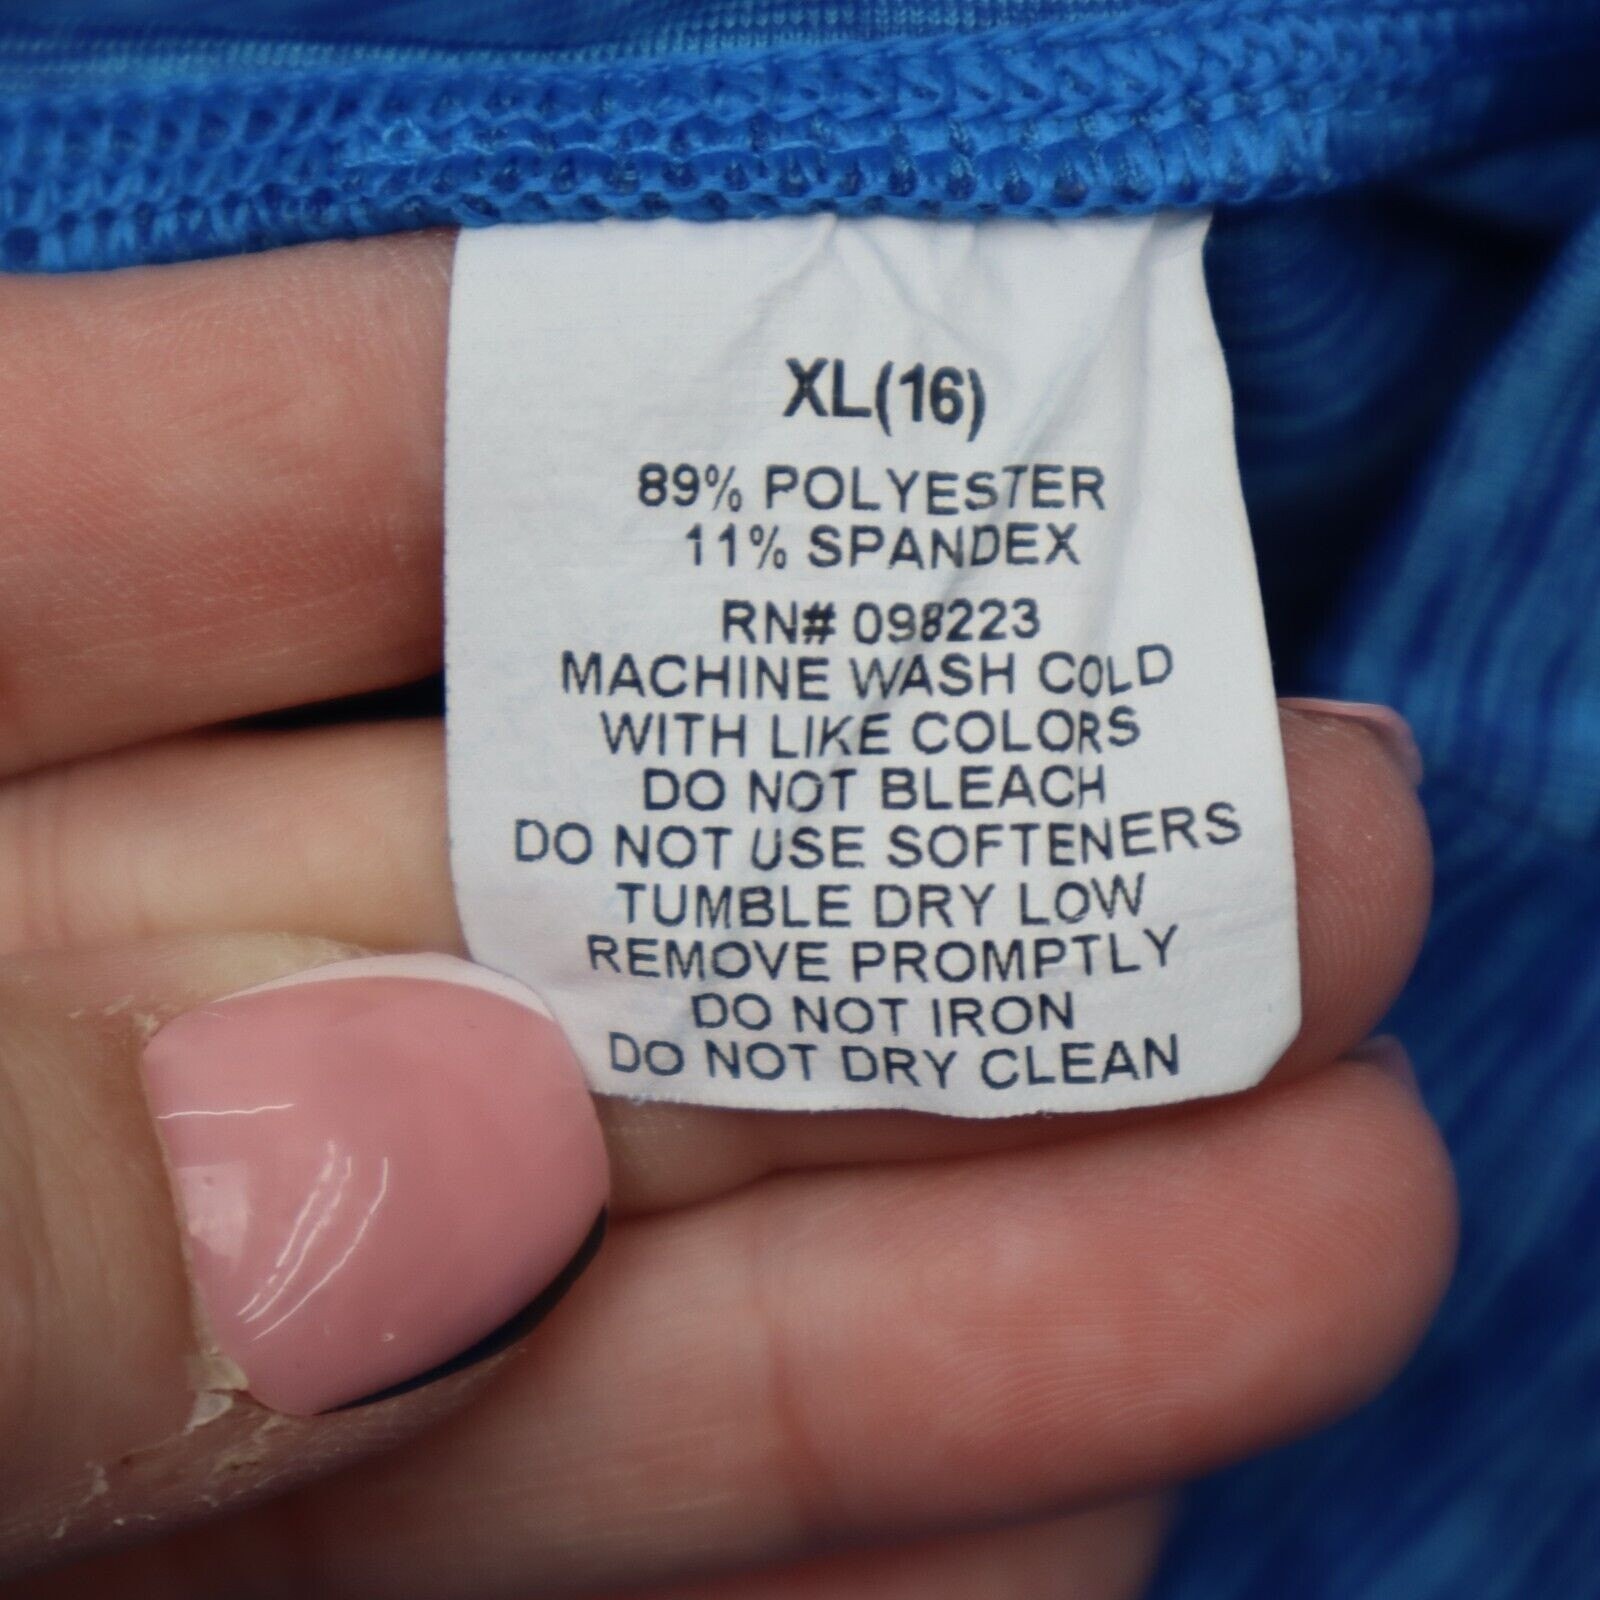 XL(16)
89% POLYESTER
11% SPANDEX
RN# 098223
MACHINE WASH COLD
WITH LIKE COLORS
DO NOT BLEACH
DO NOT USE SOFTENERS
TUMBLE DRY LOW
REMOVE PROMPTLY
DO NOT IRON
DO NOT DRY CLEAN